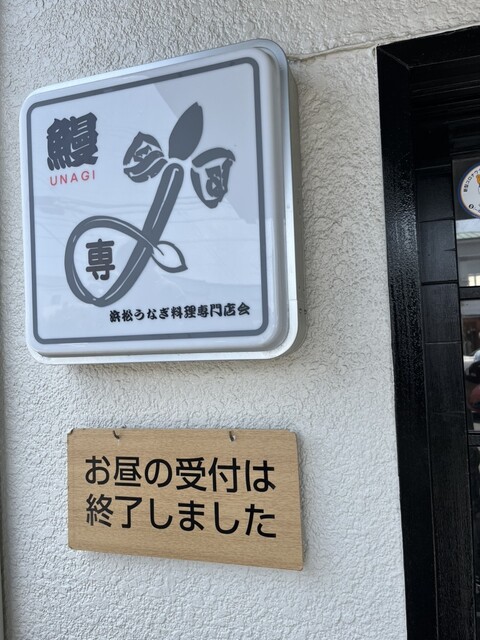 鰻
UNAGI
専
浜松うなぎ料理専門店会
お昼の受付は
終了しました